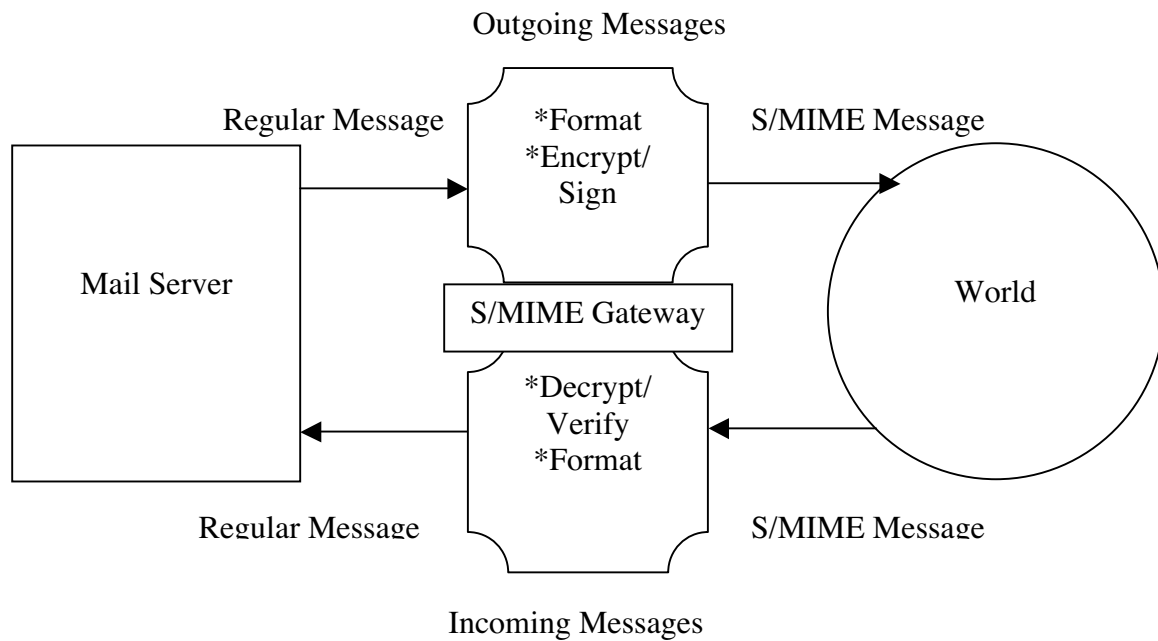 Outgoing Messages
Regular Message
*Format
*Encrypt/
Sign
S/MIME Message
Mail Server
S/MIME Gateway
World
*Decrypt/
Verify
*Format
Regular Message
S/MIME Message
Incoming Messages